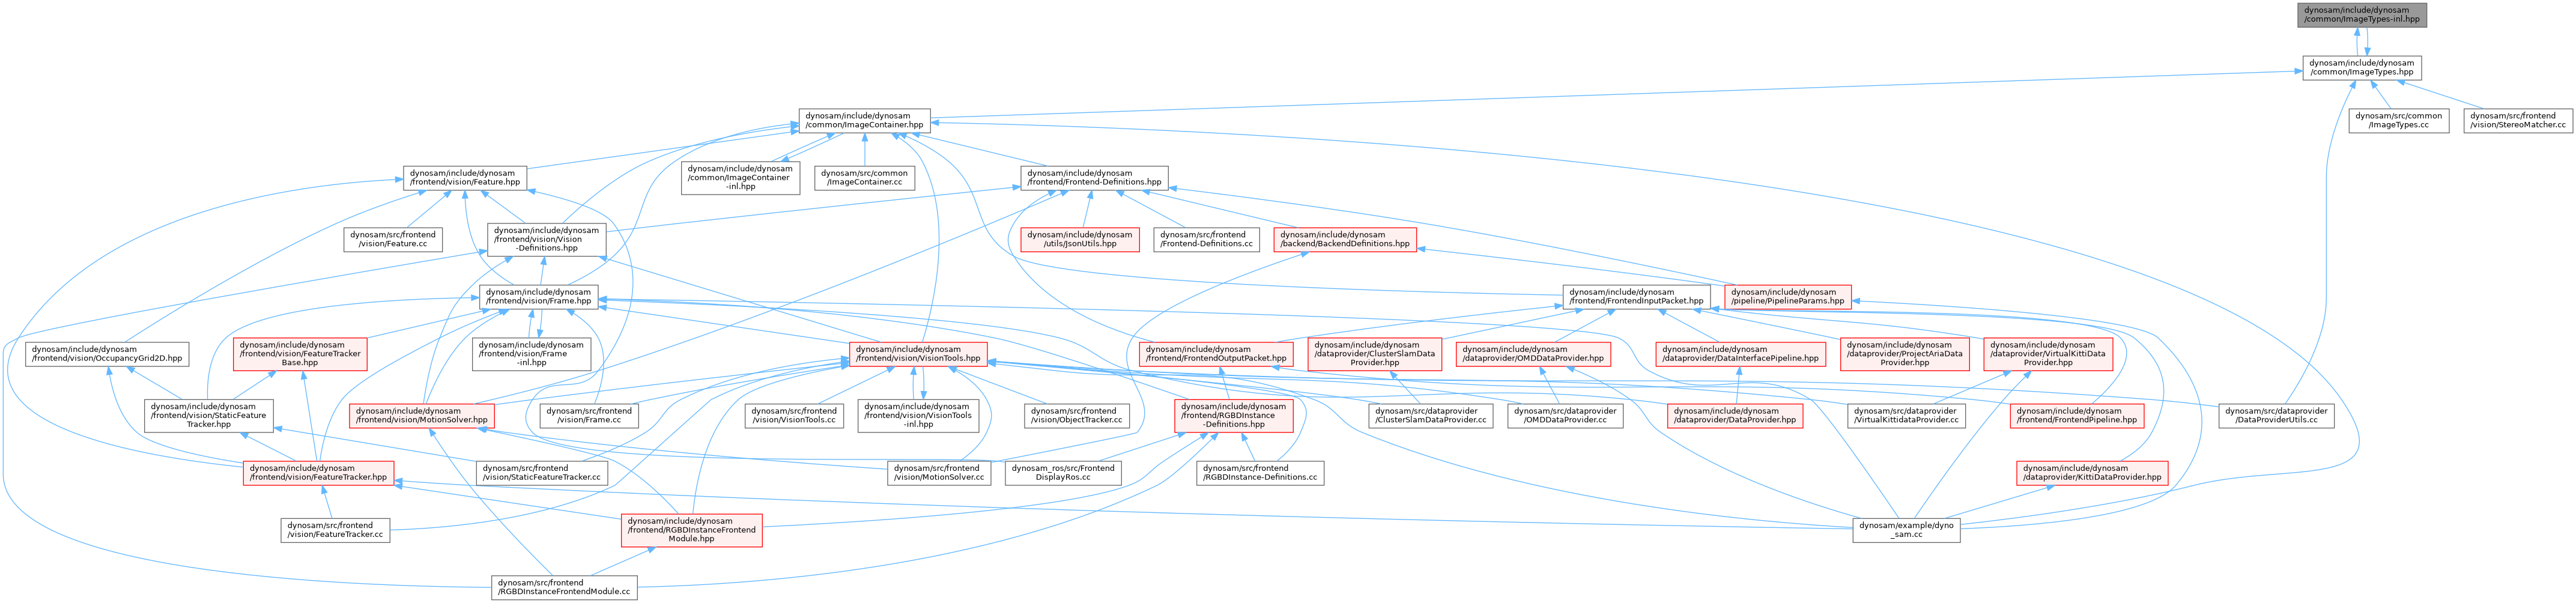 dynosam/include/dynosam
/common/ImageTypes-inl.hpp
dynosam/include/dynosam
/common/ImageTypes.hpp
dynosam/include/dynosam
/common/ImageContainer.hpp
dynosam/src/common
/ImageTypes.cc
dynosam/src/frontend
/vision/StereoMatcher.cc
dynosam/include/dynosam
/frontend/vision/Feature.hpp
dynosam/include/dynosam
/common/ImageContainer
-inl.hpp
dynosam/src/common
/ImageContainer.cc
dynosam/include/dynosam
/frontend/Frontend-Definitions.hpp
dynosam/src/frontend
/vision/Feature.cc
dynosam/include/dynosam
/frontend/vision/Vision
-Definitions.hpp
dynosam/include/dynosam
/utils/JsonUtils.hpp
dynosam/src/frontend
/Frontend-Definitions.cc
dynosam/include/dynosam
/backend/BackendDefinitions.hpp
dynosam/include/dynosam
/frontend/vision/Frame.hpp
dynosam/include/dynosam
/frontend/FrontendInputPacket.hpp
dynosam/include/dynosam
/pipeline/PipelineParams.hpp
dynosam/include/dynosam
/frontend/vision/OccupancyGrid2D.hpp
dynosam/include/dynosam
/frontend/vision/FeatureTracker
Base.hpp
dynosam/include/dynosam
/frontend/vision/Frame
-inl.hpp
dynosam/include/dynosam
/frontend/vision/VisionTools.hpp
dynosam/include/dynosam
/frontend/FrontendOutputPacket.hpp
dynosam/include/dynosam
/dataprovider/ClusterSlamData
Provider.hpp
dynosam/include/dynosam
/dataprovider/OMDDataProvider.hpp
dynosam/include/dynosam
/dataprovider/DataInterfacePipeline.hpp
dynosam/include/dynosam
/dataprovider/ProjectAriaData
Provider.hpp
dynosam/include/dynosam
/dataprovider/VirtualKittiData
Provider.hpp
dynosam/include/dynosam
/frontend/vision/StaticFeature
Tracker.hpp
dynosam/include/dynosam
/frontend/vision/MotionSolver.hpp
dynosam/src/frontend
/vision/Frame.cc
dynosam/src/frontend
/vision/VisionTools.cc
dynosam/include/dynosam
/frontend/vision/VisionTools
-inl.hpp
dynosam/src/frontend
/vision/ObjectTracker.cc
dynosam/include/dynosam
/frontend/RGBDInstance
-Definitions.hpp
dynosam/src/dataprovider
/ClusterSlamDataProvider.cc
dynosam/src/dataprovider
/OMDDataProvider.cc
dynosam/include/dynosam
/dataprovider/DataProvider.hpp
dynosam/src/dataprovider
/VirtualKittidataProvider.cc
dynosam/include/dynosam
/frontend/FrontendPipeline.hpp
dynosam/src/dataprovider
/DataProviderUtils.cc
dynosam/include/dynosam
/frontend/vision/FeatureTracker.hpp
dynosam/src/frontend
/vision/StaticFeatureTracker.cc
dynosam/src/frontend
/vision/MotionSolver.cc
dynosam_ros/src/Frontend
DisplayRos.cc
dynosam/src/frontend
/RGBDInstance-Definitions.cc
dynosam/include/dynosam
/dataprovider/KittiDataProvider.hpp
dynosam/src/frontend
/vision/FeatureTracker.cc
dynosam/include/dynosam
/frontend/RGBDInstanceFrontend
Module.hpp
dynosam/example/dyno
_sam.cc
dynosam/src/frontend
/RGBDInstanceFrontendModule.cc